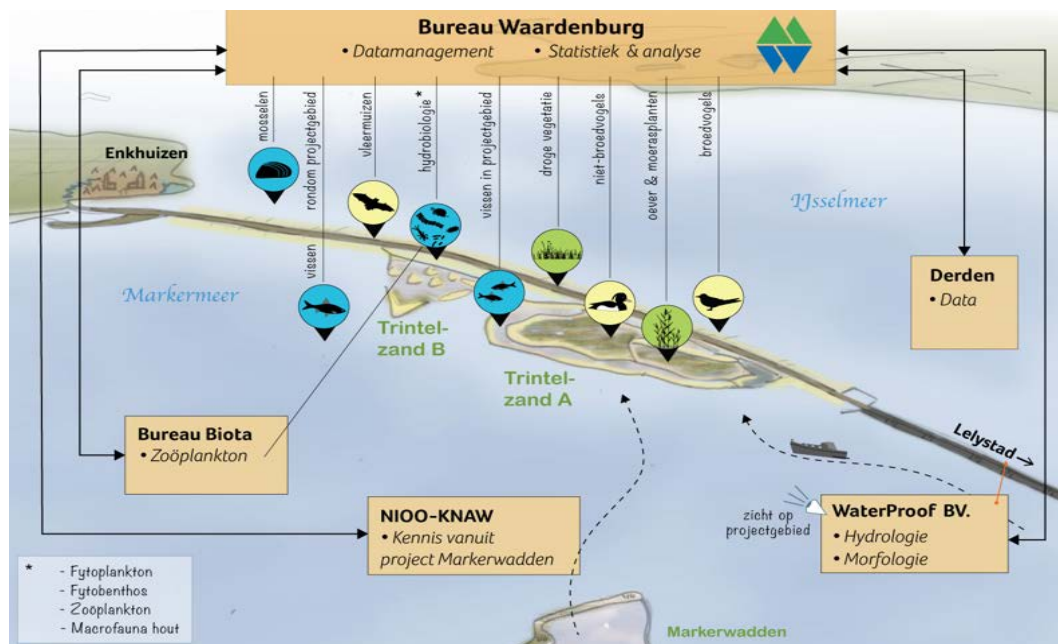 Bureau Waardenburg
• Datamanagement • Statistiek & analyse
mosselen
vissen rondom projectgebied
vleermuizen
hydrobiologie*
vissen in projectgebied
droge vegetatie
niet-broedvogels
oever & moerasplanten
broedvogels
Enkhuizen
IJsselmeer
Markermeer
Derden
• Data
Trintel-
zand B
Trintel-
zand A
Bureau Biota
• Zoöplankton
Lelystad →
NIOO-KNAW
• Kennis vanuit
project Markerwadden
zicht op
projectgebied
WaterProof BV.
• Hydrologie
• Morfologie
* - Fytoplankton
- Fytobenthos
- Zoöplankton
- Macrofauna hout
Markerwadden